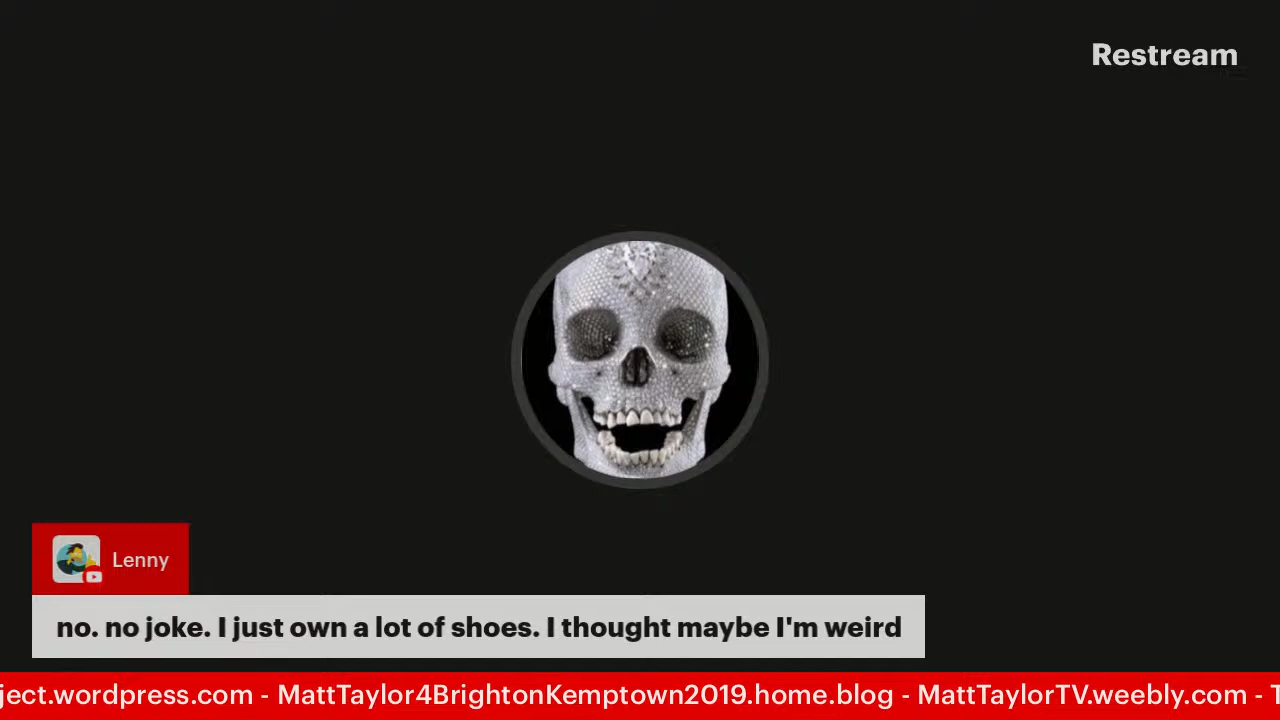 Restream
Lenny
no. no joke. I just own a lot of shoes. I thought maybe I'm weird
ject.wordpress.com - MattTaylor4BrightonKemptown2019.home.blog - MattTaylorTV.weebly.com - T